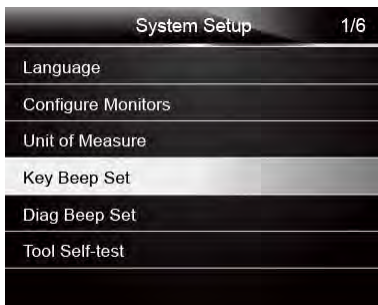 System Setup 1/6
Language
Configure Monitors
Unit of Measure
Key Beep Set
Diag Beep Set
Tool Self-test